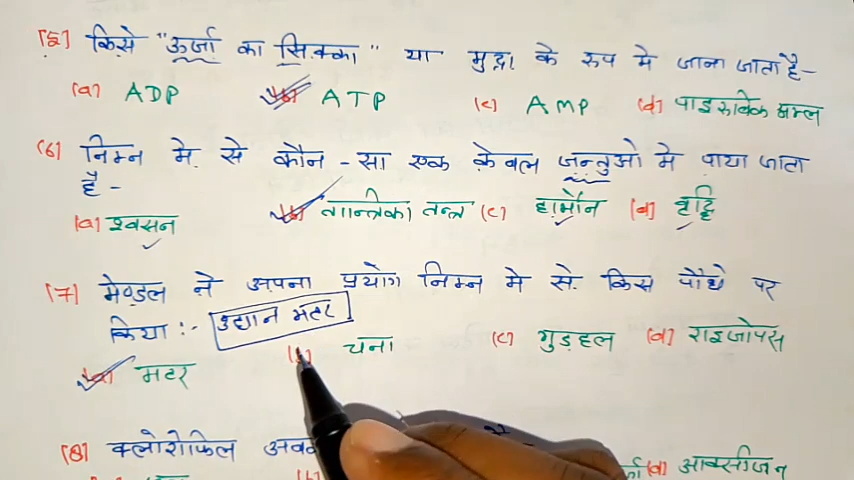 (5) किसे "ऊर्जा का सिक्का" या मुद्रा के रुप मे जाना जाता है-
(a) ADP (b) ATP (c) AMP (d) पाइरुविक अम्ल
(6) निम्न मे से कौन-सा एक केवल जन्तुओ मे पाया जाता
है-
(a) श्वसन (b) तान्त्रिका तन्त्र (c) हार्मोन (d) वृद्धि
(7) मेण्डल ने अपना प्रयोग निम्न मे से किस पौधे पर
किया:- उद्यान मटर
(a) मटर (b) चना (c) गुड़हल (d) राइजोपस
(8) क्लोरोफिल
(d) आक्सीजन